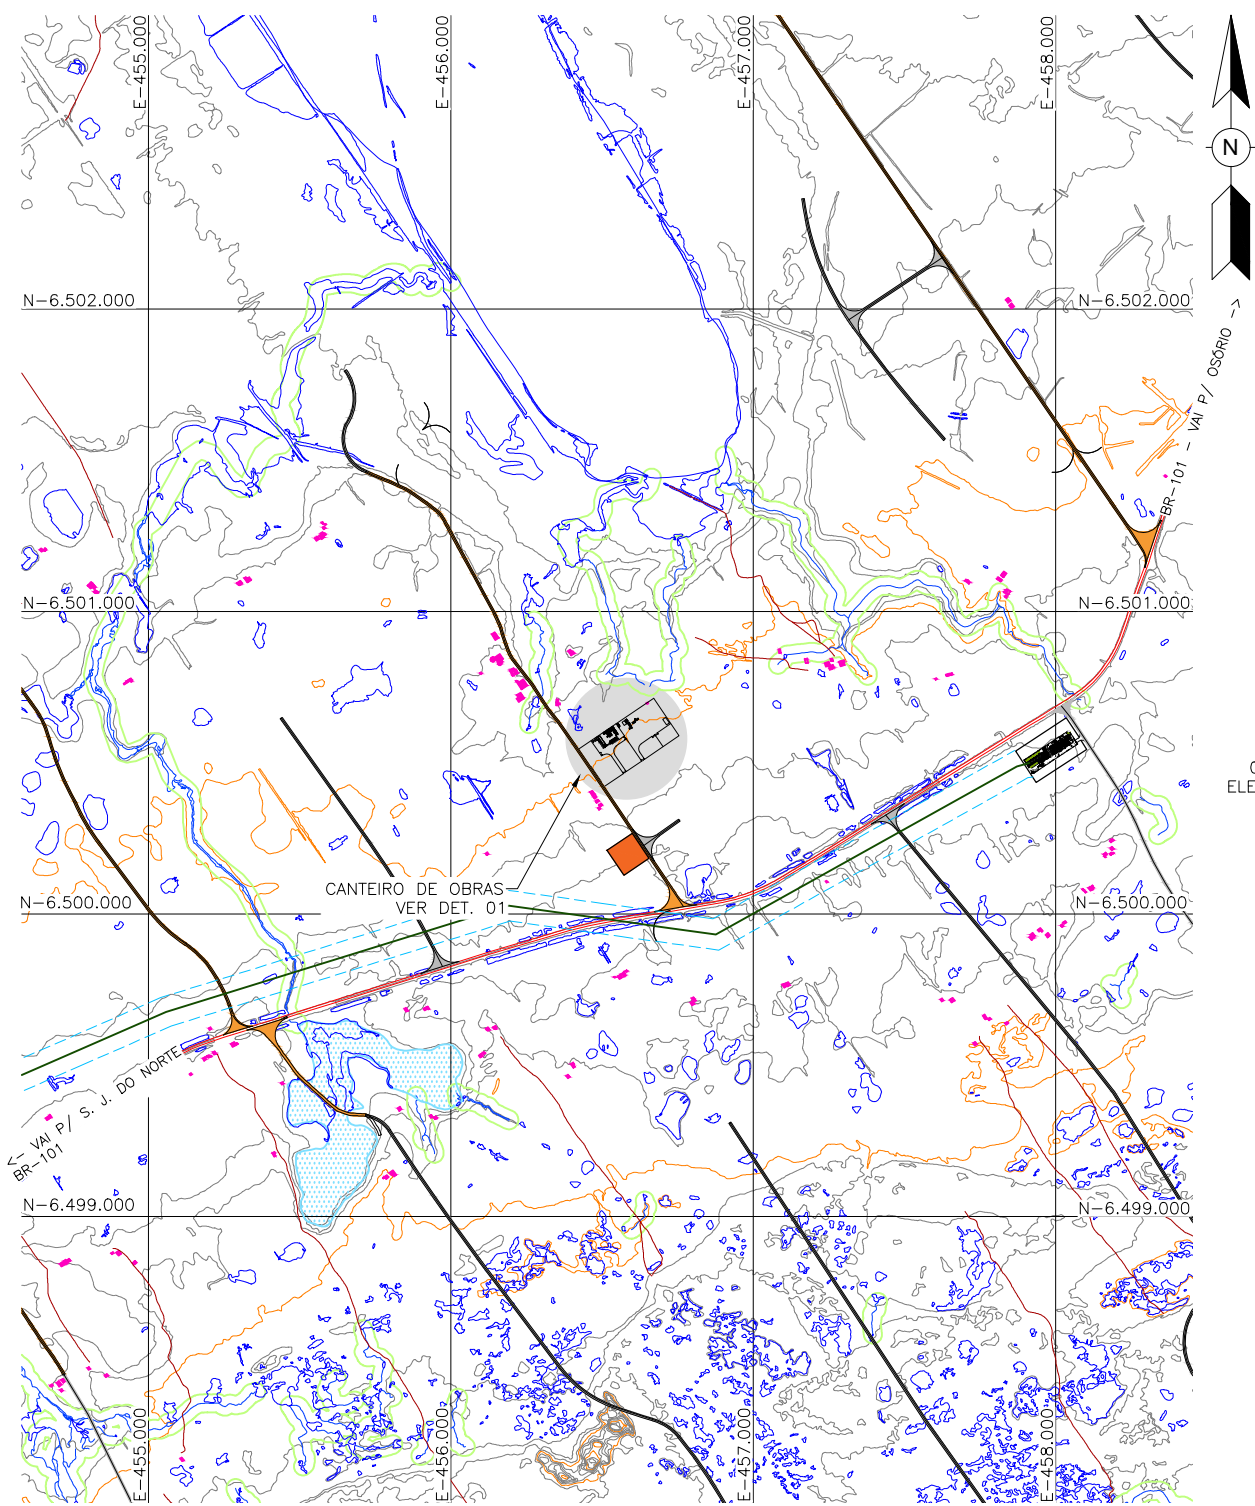 E-455.000
E-456.000
E-457.000
E-458.000
N
N-6.502.000
N-6.502.000
BR-101 - VAI P/ OSÓRIO ->
N-6.501.000
N-6.501.000
ELE
CANTEIRO DE OBRAS
VER DET. 01
N-6.500.000
N-6.500.000
<- VAI P/ S. J. DO NORTE
BR-101
N-6.499.000
N-6.499.000
E-455.000
E-456.000
E-457.000
E-458.000